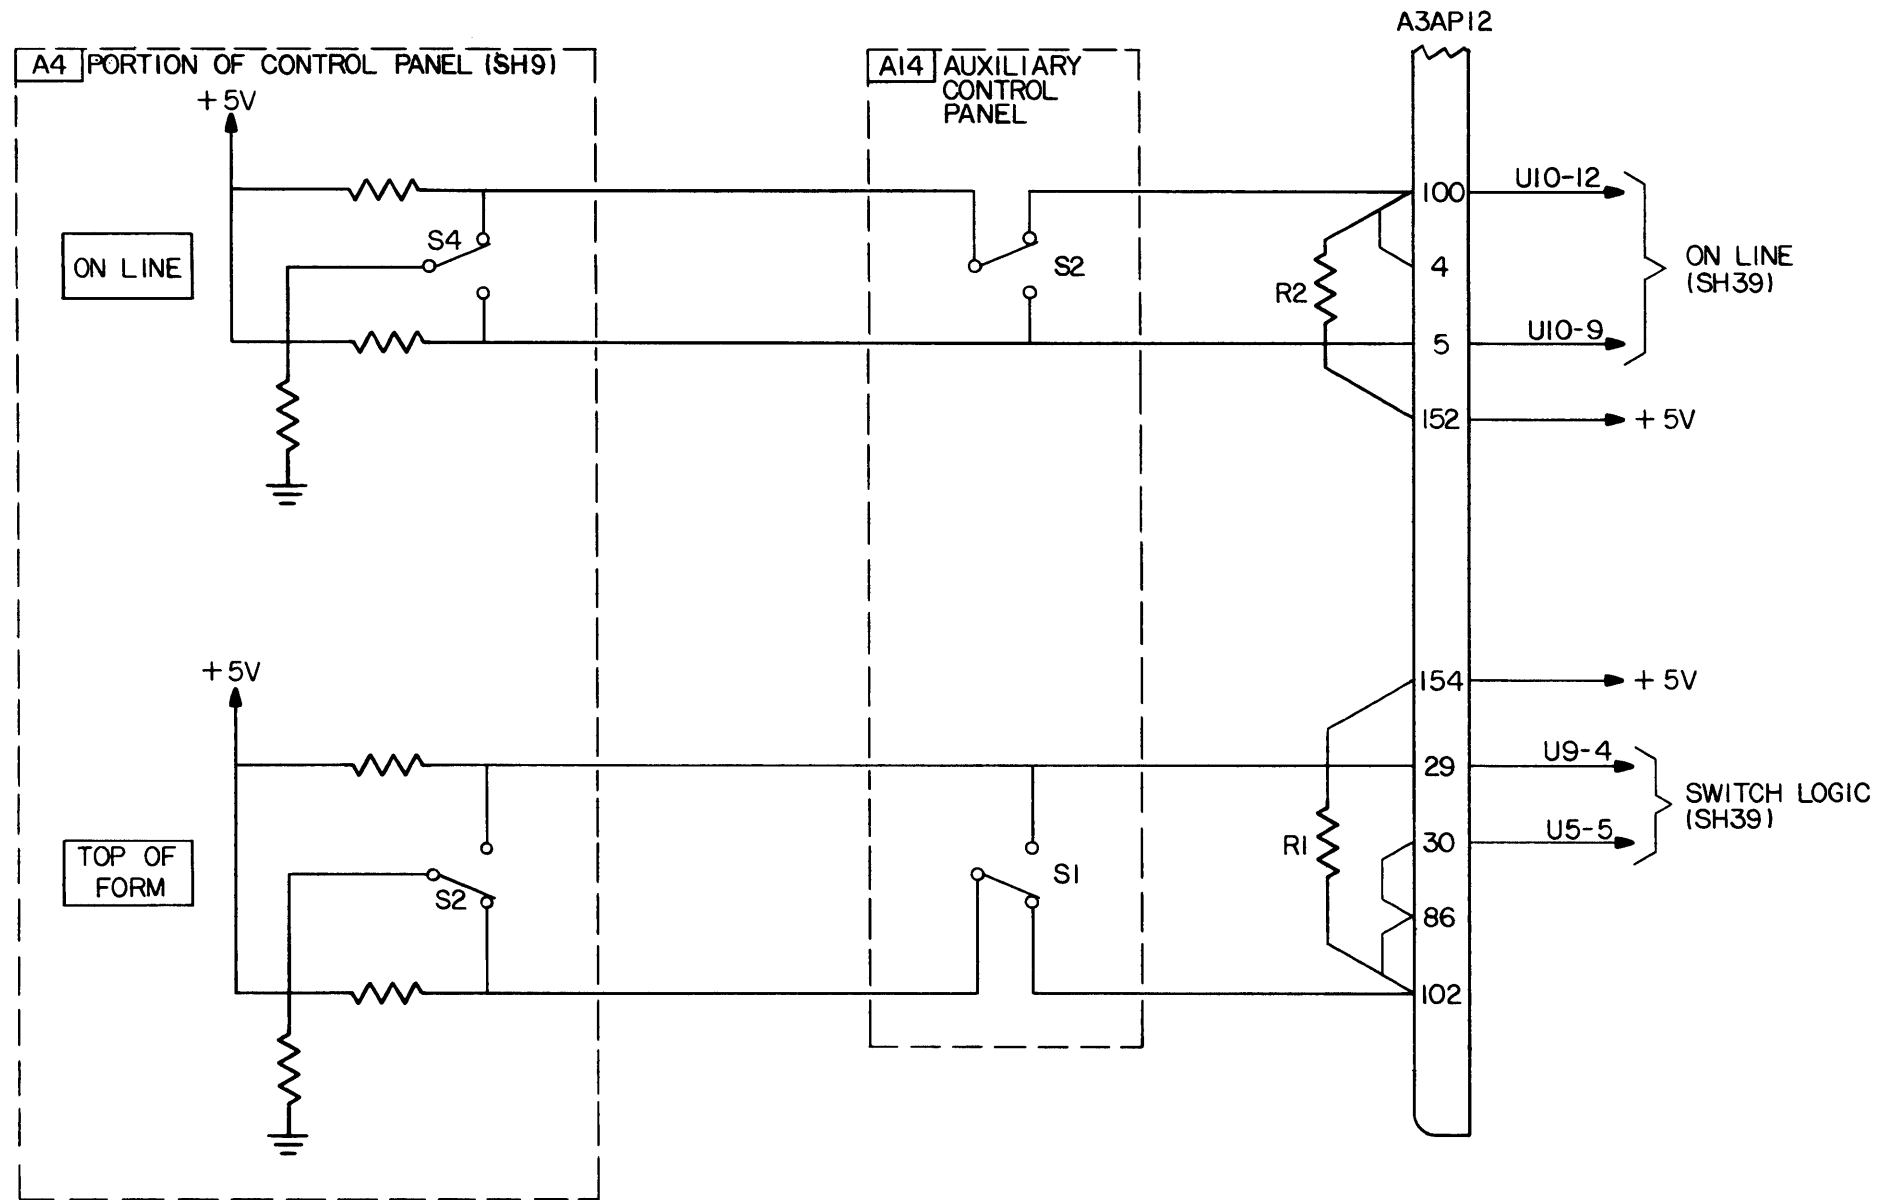 A3AP12
A4 PORTION OF CONTROL PANEL (SH9)
+5V
A14 AUXILIARY
CONTROL
PANEL
100
U10-12
ON LINE
S4
S2
4
R2
ON LINE
(SH39)
5
U10-9
152
+5V
+5V
154
+5V
29
U9-4
SWITCH LOGIC
(SH39)
TOP OF
FORM
S2
S1
R1
30
U5-5
86
102